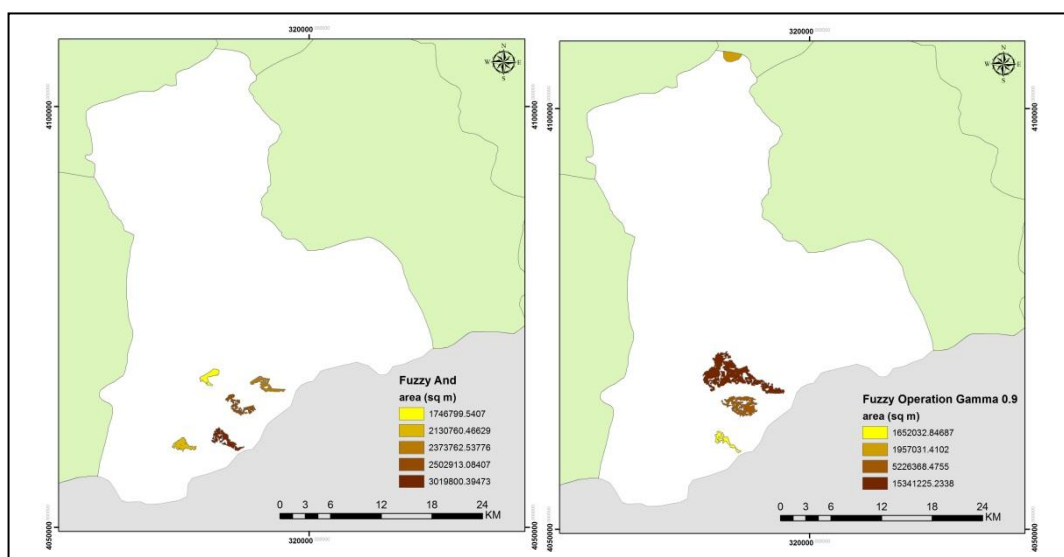 320000
N
W E
S
4100000
4100000
Fuzzy And
area (sq m)
1746799.5407
2130760.46629
2373762.53776
2502913.08407
3019800.39473
0 3 6 12 18 24
KM
4050000
4050000
320000
320000
N
W E
S
4100000
4100000
Fuzzy Operation Gamma 0.9
area (sq m)
1652032.84687
1957031.4102
5226368.4755
15341225.2338
0 3 6 12 18 24
KM
4050000
4050000
320000